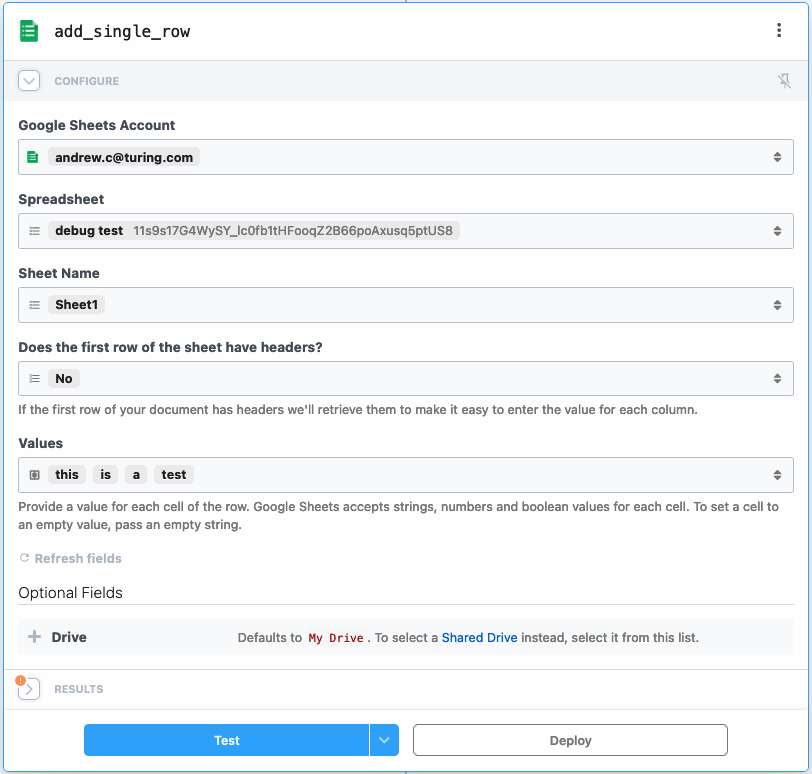 add_single_row
CONFIGURE
Google Sheets Account
andrew.c@turing.com
Spreadsheet
debug test 11s9s17G4WySY_lc0fb1tHFooqZ2B66poAxusq5ptUS8
Sheet Name
Sheet1
Does the first row of the sheet have headers?
No
If the first row of your document has headers we'll retrieve them to make it easy to enter the value for each column.
Values
this is a test
Provide a value for each cell of the row. Google Sheets accepts strings, numbers and boolean values for each cell. To set a cell to
an empty value, pass an empty string.
Refresh fields
Optional Fields
Drive Defaults to My Drive. To select a Shared Drive instead, select it from this list.
RESULTS
Test Deploy